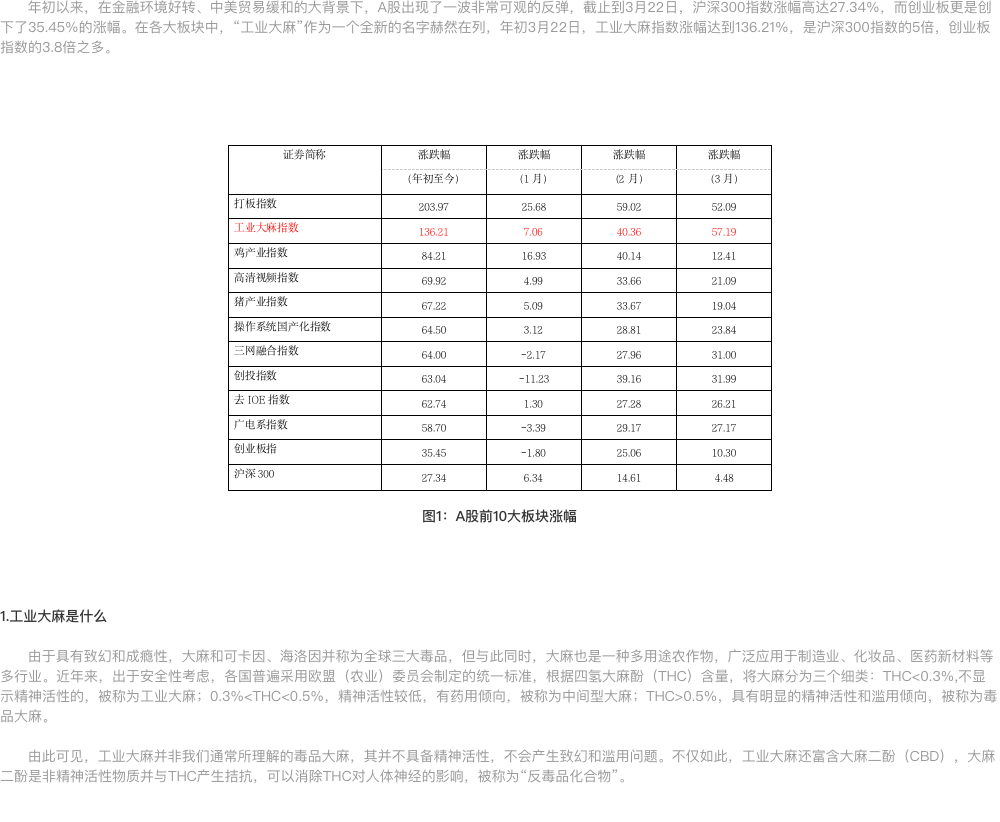 年初以来，在金融环境好转、中美贸易缓和的大背景下，A股出现了一波非常可观的反弹，截止到3月22日，沪深300指数涨幅高达27.34%，而创业板更是创
下了35.45%的涨幅。在各大板块中，“工业大麻”作为一个全新的名字赫然在列，年初3月22日，工业大麻指数涨幅达到136.21%，是沪深300指数的5倍，创业板
指数的3.8倍之多。
证券简称 涨跌幅 涨跌幅 涨跌幅 涨跌幅
(年初至今) (1 月) (2 月) (3 月)
打板指数 203.97 25.68 59.02 52.09
工业大麻指数 136.21 7.06 40.36 57.19
鸡产业指数 84.21 16.93 40.14 12.41
高清视频指数 69.92 4.99 33.66 21.09
猪产业指数 67.22 5.09 33.67 19.04
操作系统国产化指数 64.50 3.12 28.81 23.84
三网融合指数 64.00 -2.17 27.96 31.00
创投指数 63.04 -11.23 39.16 31.99
去 IOE 指数 62.74 1.30 27.28 26.21
广电系指数 58.70 -3.39 29.17 27.17
创业板指 35.45 -1.80 25.06 10.30
沪深 300 27.34 6.34 14.61 4.48
图1：A股前10大板块涨幅
1.工业大麻是什么
由于具有致幻和成瘾性，大麻和可卡因、海洛因并称为全球三大毒品，但与此同时，大麻也是一种多用途农作物，广泛应用于制造业、化妆品、医药新材料等
多行业。近年来，出于安全性考虑，各国普遍采用欧盟（农业）委员会制定的统一标准，根据四氢大麻酚（THC）含量，将大麻分为三个细类：THC<0.3%,不显
示精神活性的，被称为工业大麻；0.3%<THC<0.5%，精神活性较低，有药用倾向，被称为中间型大麻；THC>0.5%，具有明显的精神活性和滥用倾向，被称为毒
品大麻。
由此可见，工业大麻并非我们通常所理解的毒品大麻，其并不具备精神活性，不会产生致幻和滥用问题。不仅如此，工业大麻还富含大麻二酚（CBD），大麻
二酚是非精神活性物质并与THC产生拮抗，可以消除THC对人体神经的影响，被称为“反毒品化合物”。